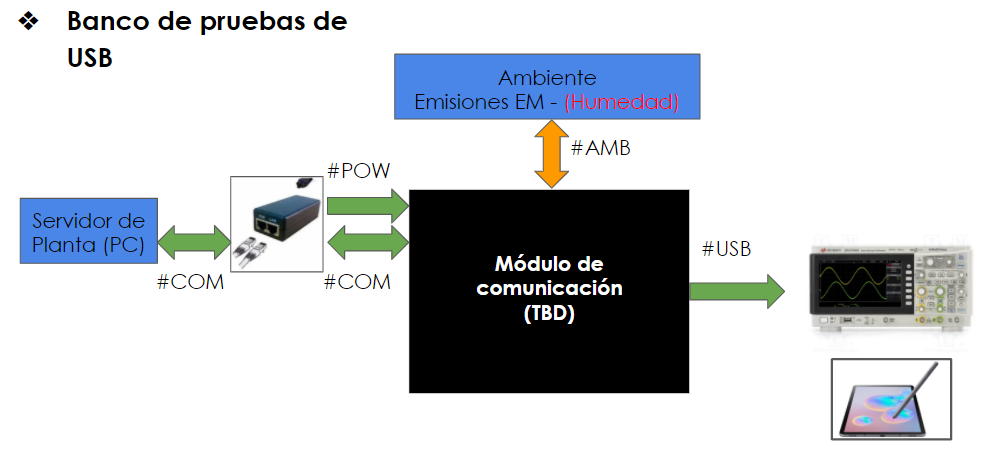 ❖ Banco de pruebas de
USB
Ambiente
Emisiones EM - (Humedad)
#AMB
#POW
Servidor de
Planta (PC)
#COM
#COM
Módulo de
comunicación
(TBD)
#USB